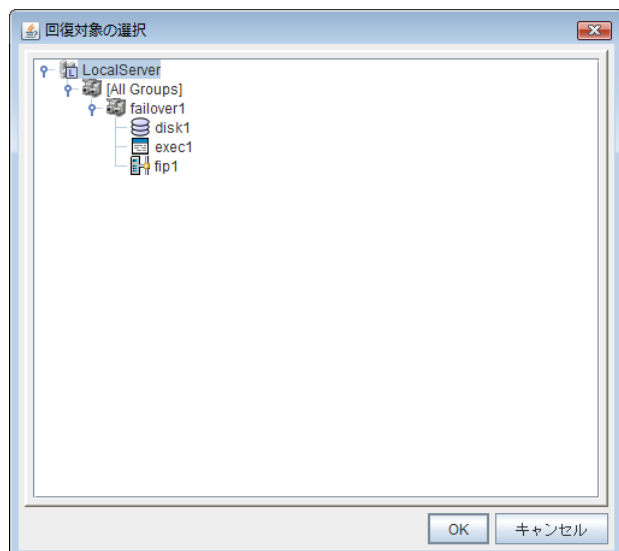 回復対象の選択
LocalServer
[All Groups]
failover1
disk1
exec1
fip1
OK
キャンセル